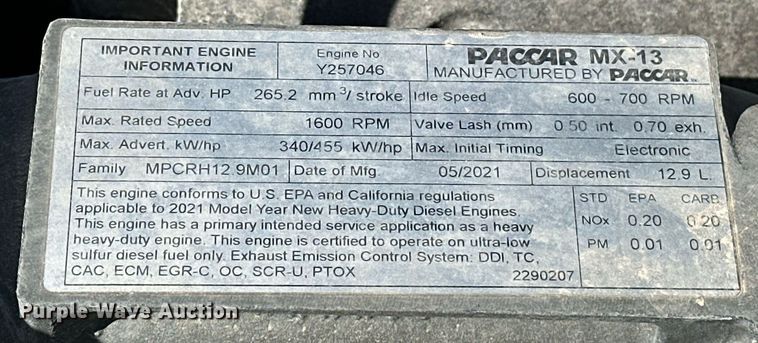 IMPORTANT ENGINE INFORMATION
Engine No
Y257046
PACCAR MX-13
MANUFACTURED BY PACCAR
Fuel Rate at Adv. HP 265.2 mm³/ stroke Idle Speed 600 - 700 RPM
Max. Rated Speed 1600 RPM Valve Lash (mm) 0.50 int. 0.70 exh.
Max. Advert. kW/hp 340/455 kW/hp Max. Initial Timing Electronic
Family MPCRH12.9M01 Date of Mfg. 05/2021 Displacement 12.9 L.
This engine conforms to U.S. EPA and California regulations
applicable to 2021 Model Year New Heavy-Duty Diesel Engines.
This engine has a primary intended service application as a heavy
heavy-duty engine. This engine is certified to operate on ultra-low
sulfur diesel fuel only. Exhaust Emission Control System: DDI, TC,
CAC, ECM, EGR-C, OC, SCR-U, PTOX 2290207
STD EPA CARB
NOx 0.20 0.20
PM 0.01 0.01
Purple Wave Auction